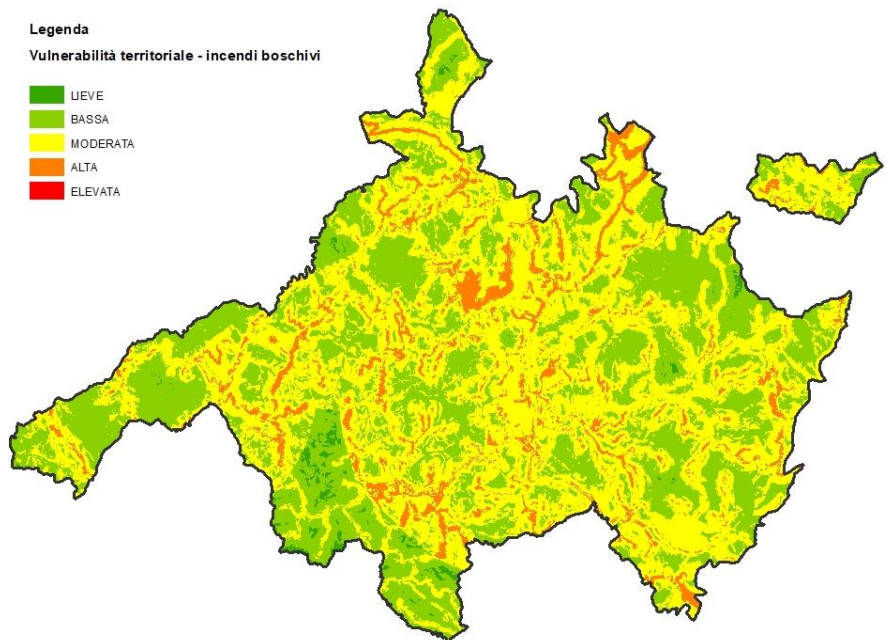 Legenda
Vulnerabilità territoriale - incendi boschivi
LIEVE
BASSA
MODERATA
ALTA
ELEVATA